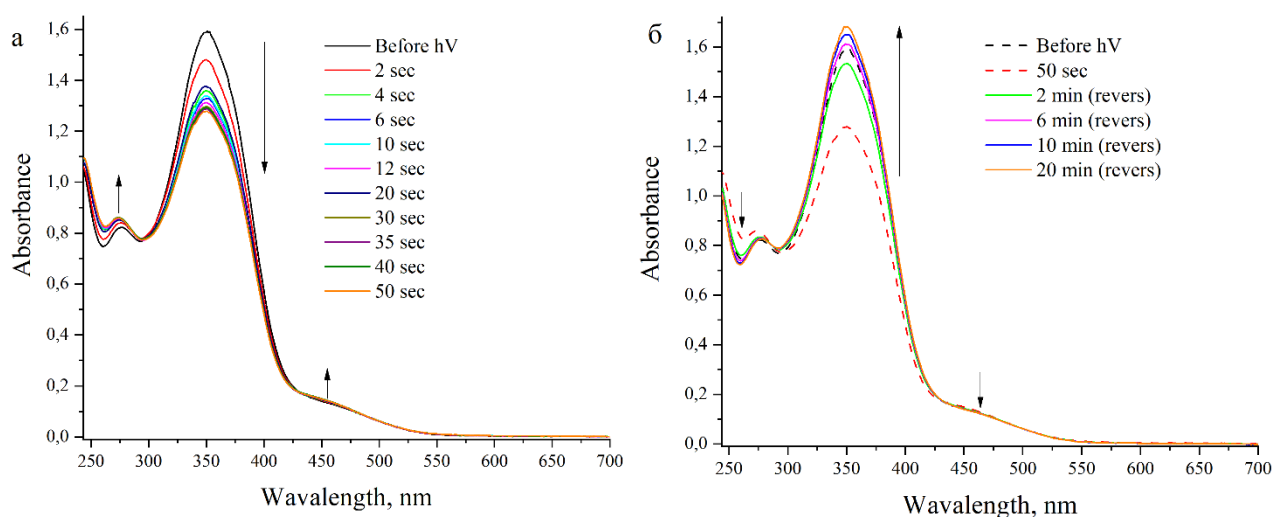 а
Before hV
2 sec
4 sec
6 sec
10 sec
12 sec
20 sec
30 sec
35 sec
40 sec
50 sec
1,6
1,4
1,2
1,0
0,8
0,6
0,4
0,2
0,0
Absorbance
250 300 350 400 450 500 550 600 650 700
Wavalength, nm
б
Before hV
50 sec
2 min (revers)
6 min (revers)
10 min (revers)
20 min (revers)
1,6
1,4
1,2
1,0
0,8
0,6
0,4
0,2
0,0
Absorbance
250 300 350 400 450 500 550 600 650 700
Wavalength, nm